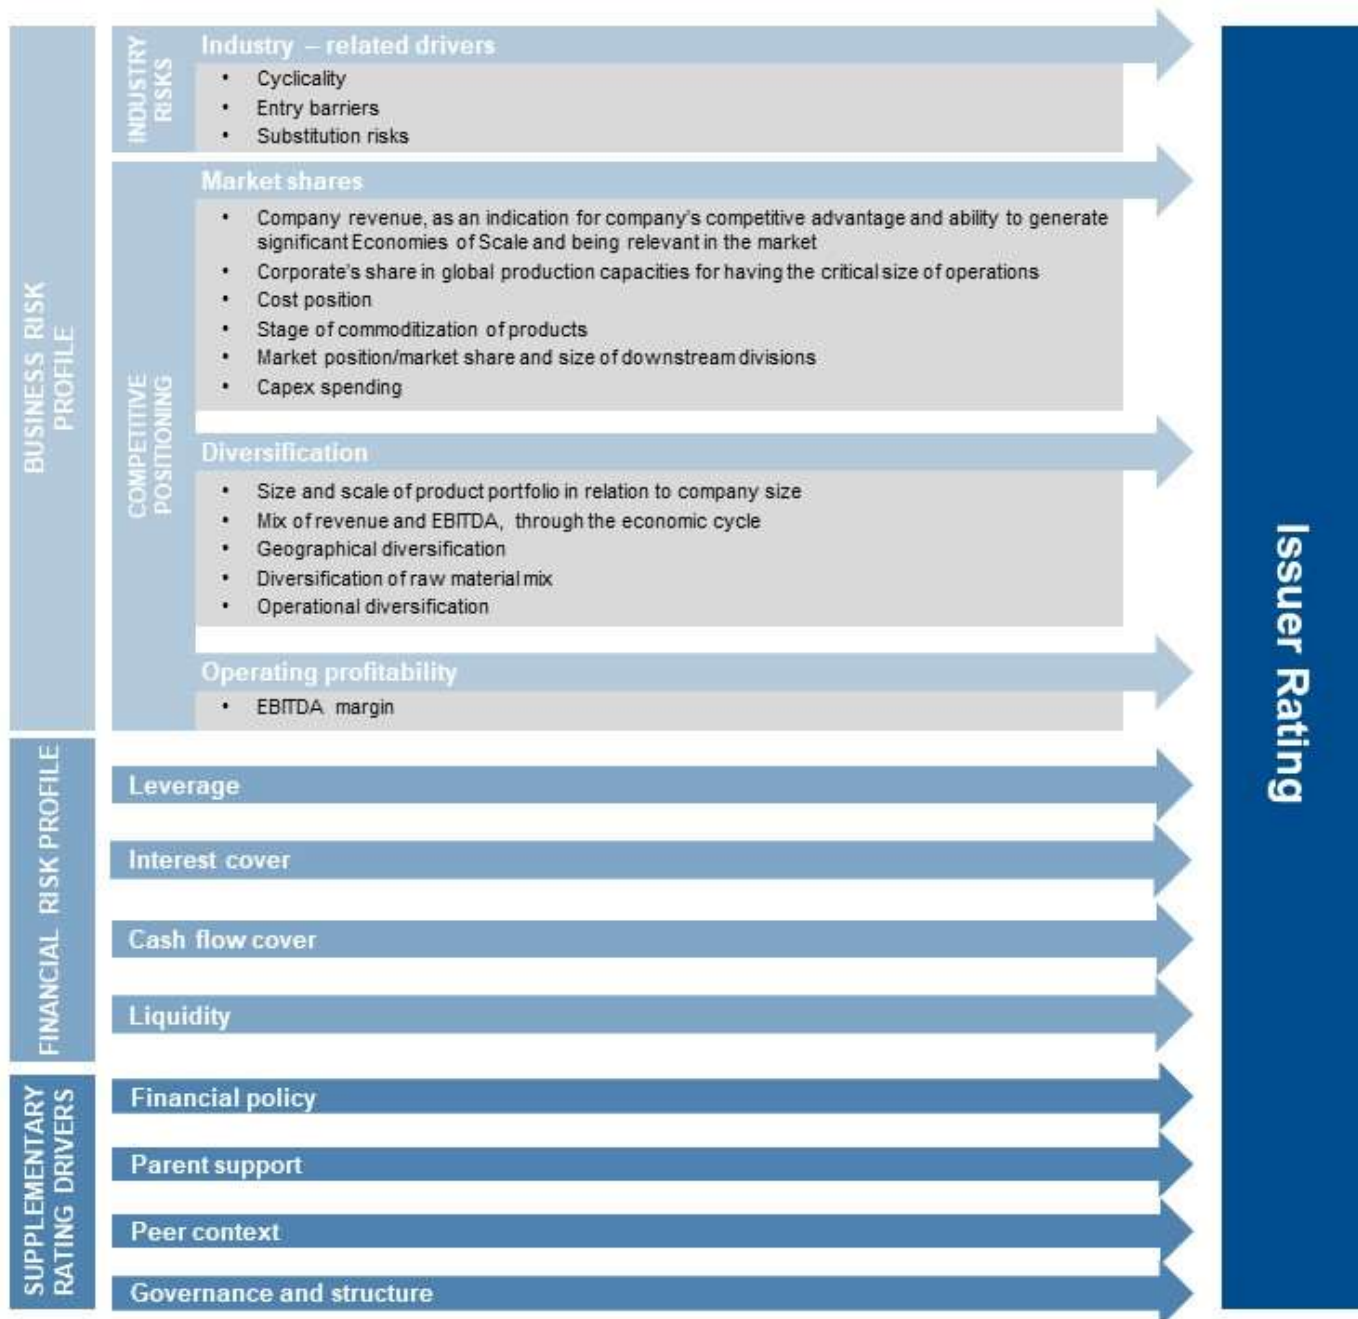 BUSINESS RISK
PROFILE
INDUSTRY
RISKS
Industry – related drivers
• Cyclicality
• Entry barriers
• Substitution risks
COMPETITIVE
POSITIONING
Market shares
• Company revenue, as an indication for company's competitive advantage and ability to generate
significant Economies of Scale and being relevant in the market
• Corporate's share in global production capacities for having the critical size of operations
• Cost position
• Stage of commoditization of products
• Market position/market share and size of downstream divisions
• Capex spending
Diversification
• Size and scale of product portfolio in relation to company size
• Mix of revenue and EBITDA, through the economic cycle
• Geographical diversification
• Diversification of raw material mix
• Operational diversification
Operating profitability
• EBITDA margin
FINANCIAL RISK PROFILE
Leverage
Interest cover
Cash flow cover
Liquidity
SUPPLEMENTARY
RATING DRIVERS
Financial policy
Parent support
Peer context
Governance and structure
Issuer Rating